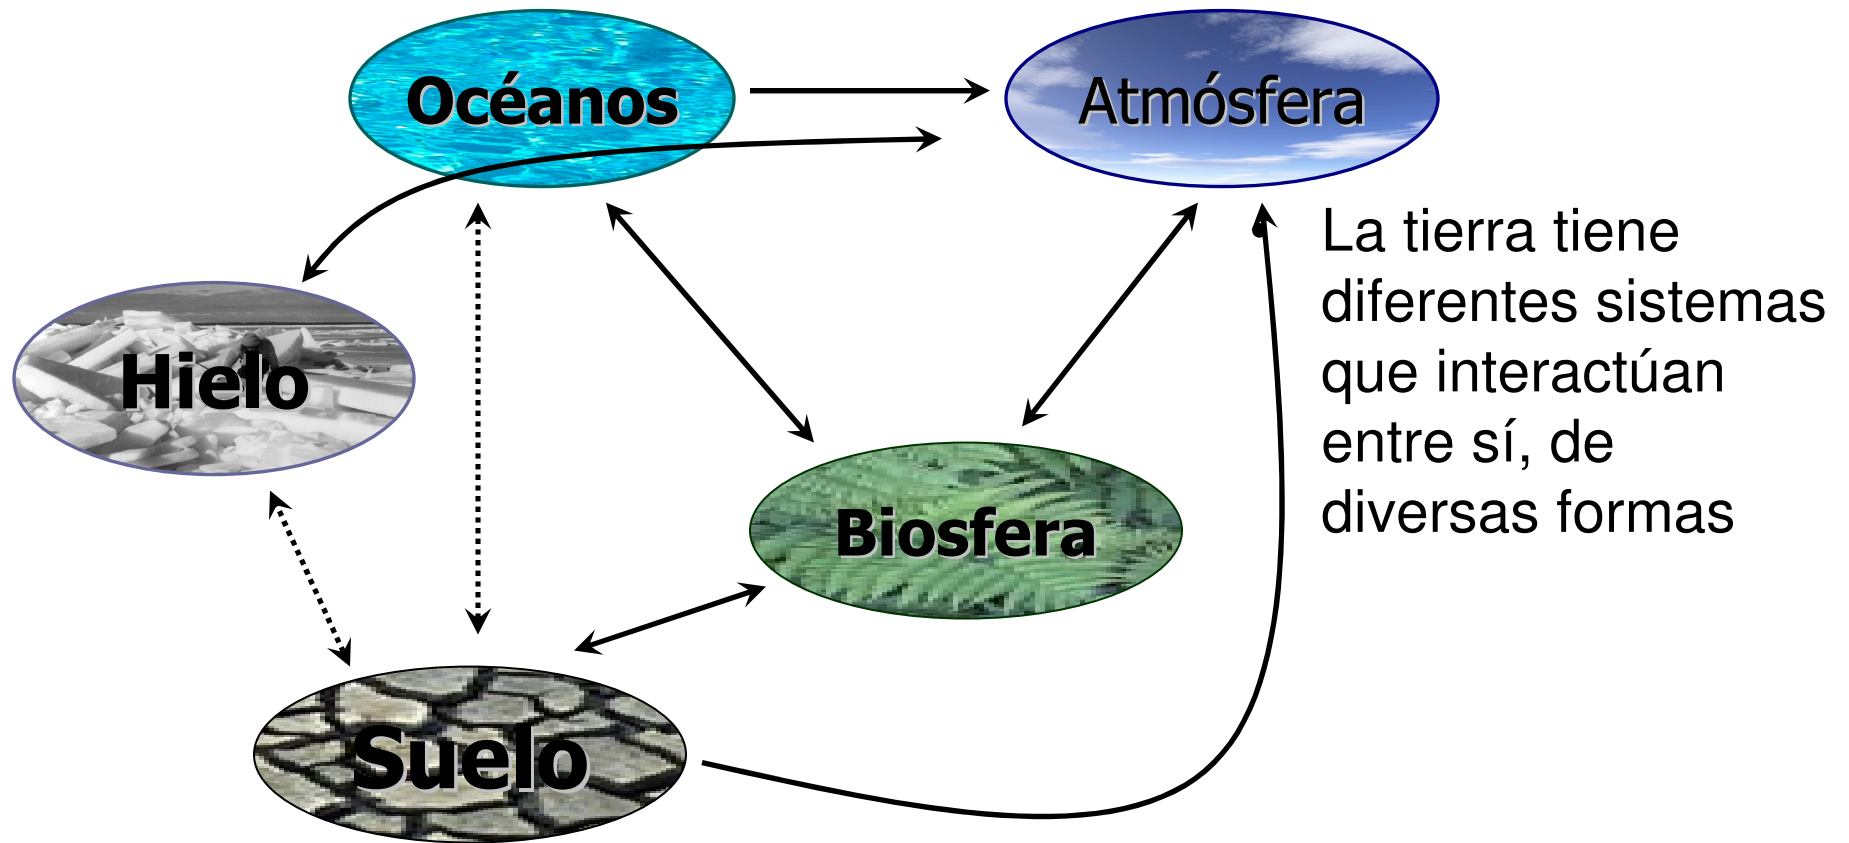 Océanos
Atmósfera
La tierra tiene
diferentes sistemas
que interactúan
entre sí, de
diversas formas
Hielo
Biosfera
Suelo